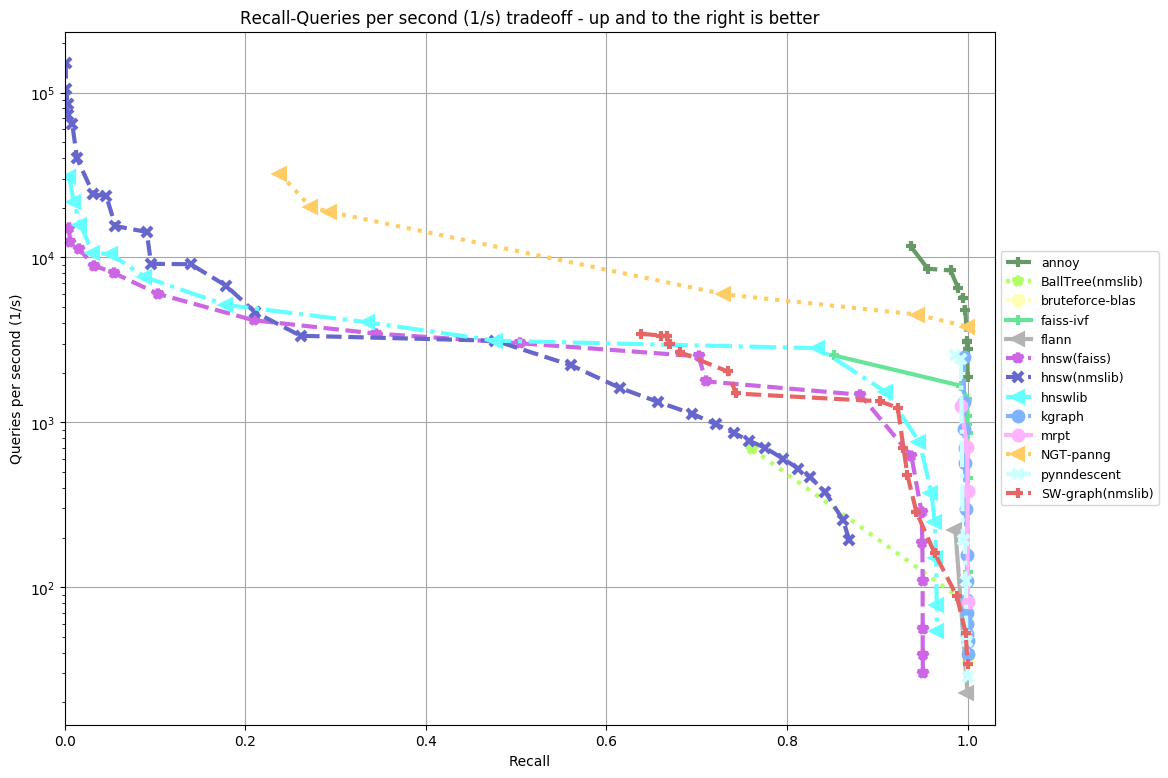 Recall-Queries per second (1/s) tradeoff - up and to the right is better
Queries per second (1/s)
10^5
10^4
10^3
10^2
0.0 0.2 0.4 0.6 0.8 1.0
Recall
annoy
BallTree(nmslib)
bruteforce-blas
faiss-ivf
flann
hnsw(faiss)
hnsw(nmslib)
hnswlib
kgraph
mrpt
NGT-panng
pynndescent
SW-graph(nmslib)